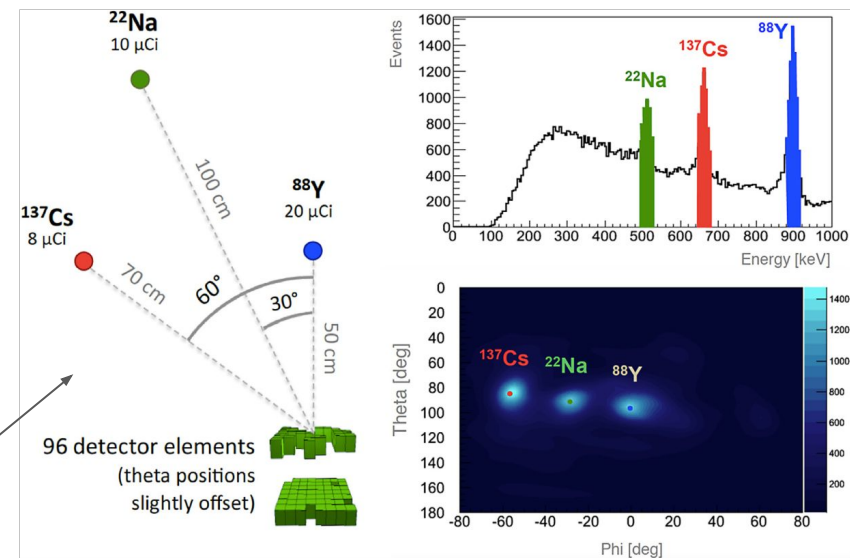 ²²Na
10 µCi
¹³⁷Cs
8 µCi
⁸⁸Y
20 µCi
100 cm
70 cm
60°
30°
50 cm
96 detector elements
(theta positions
slightly offset)
Events
1600
1400
1200
1000
800
600
400
200
0
0 100 200 300 400 500 600 700 800 900 1000
Energy [keV]
²²Na
¹³⁷Cs
⁸⁸Y
Theta [deg]
0
20
40
60
80
100
120
140
160
180
-80 -60 -40 -20 0 20 40 60 80
Phi [deg]
¹³⁷Cs
²²Na
⁸⁸Y
1400
1200
1000
800
600
400
200